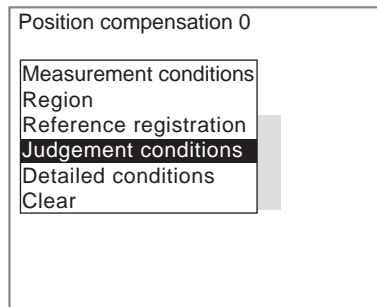 Position compensation 0
Measurement conditions
Region
Reference registration
Judgement conditions
Detailed conditions
Clear